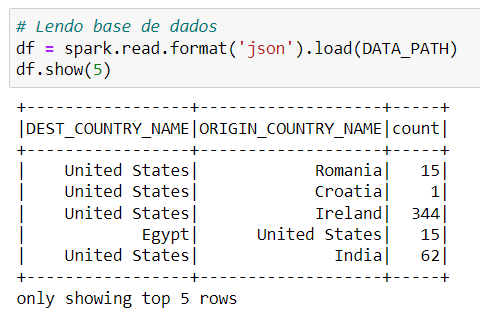 # Lendo base de dados
df = spark.read.format('json').load(DATA_PATH)
df.show(5)
+-----------------+-------------------+-----+
|DEST_COUNTRY_NAME|ORIGIN_COUNTRY_NAME|count|
+-----------------+-------------------+-----+
|    United States|            Romania|   15|
|    United States|            Croatia|    1|
|    United States|            Ireland|  344|
|            Egypt|      United States|   15|
|    United States|              India|   62|
+-----------------+-------------------+-----+
only showing top 5 rows